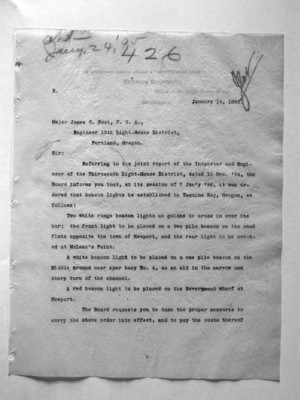 Jany. 24, '95
426
R.
January 14, 1895.
Major James C. Post, U. S. A.,
Engineer 13th Light-House District,
Portland, Oregon.
Sir:
Referring to the joint report of the Inspector and Engi-
neer of the Thirteenth Light-House District, dated Dec. '94, the
Board informs you that, at its session of 7 Jan'y '95, it was or-
dered that beacon lights be established in Yaquina Bay, Oregon, as
follows:
Two white range beacon lights as guides to cross in over the
bar; the front light to be placed on a two pile beacon on the sand
flats opposite the town of Newport, and the rear light to be locat-
ed at McLean's Point.
A white beacon light to be placed on a one pile beacon on the
Middle Ground near spar buoy No. 4, as an aid in the narrow and
sharp turn of the channel.
A red beacon light to be placed on the Government wharf at
Newport.
The Board requests you to take the proper measures to
carry the above order into effect, and to pay the costs thereof